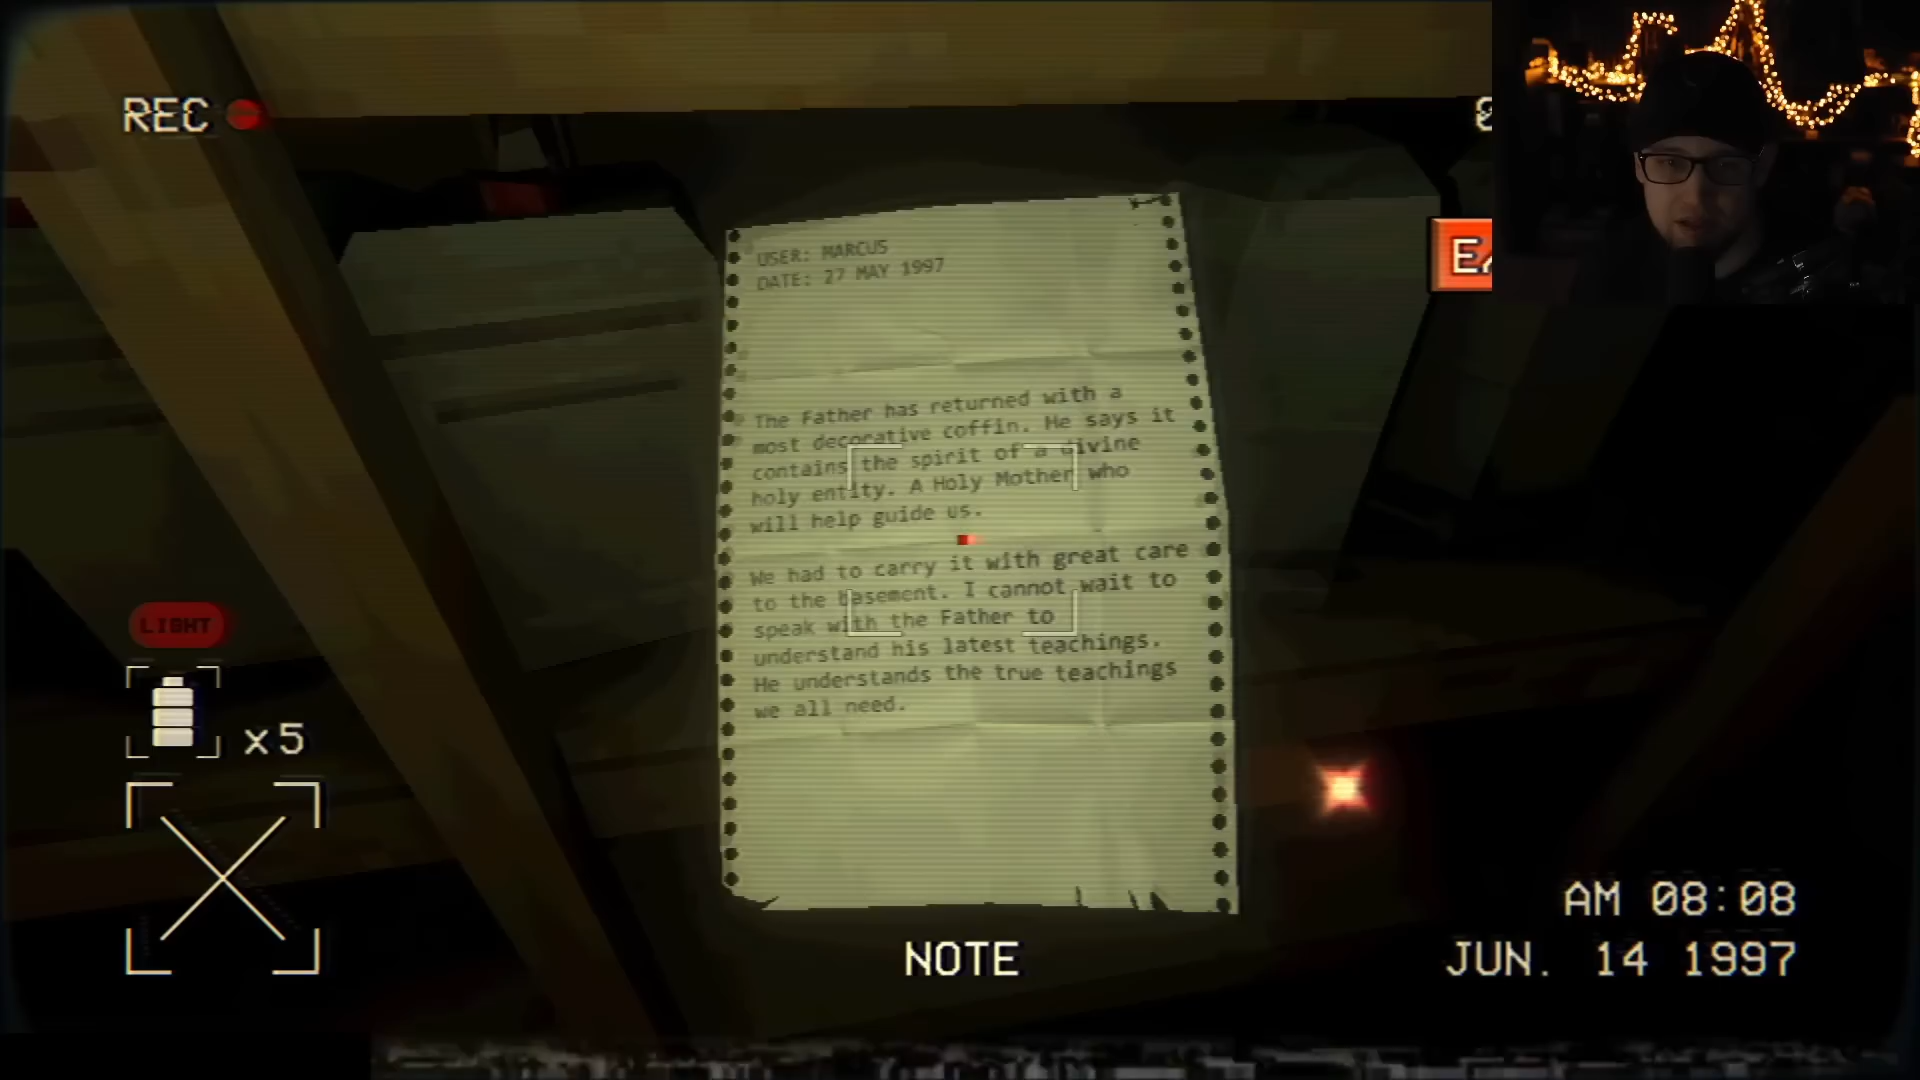 REC
USER: MARCUS
DATE: 27 MAY 1997
The Father has returned with a
most decorative coffin. He says it
contains the spirit of a divine
holy entity. A Holy Mother who
will help guide us.
We had to carry it with great care
to the basement. I cannot wait to
speak with the Father to
understand his latest teachings.
He understands the true teachings
we all need.
LIGHT
x5
NOTE
AM 08:08
JUN. 14 1997